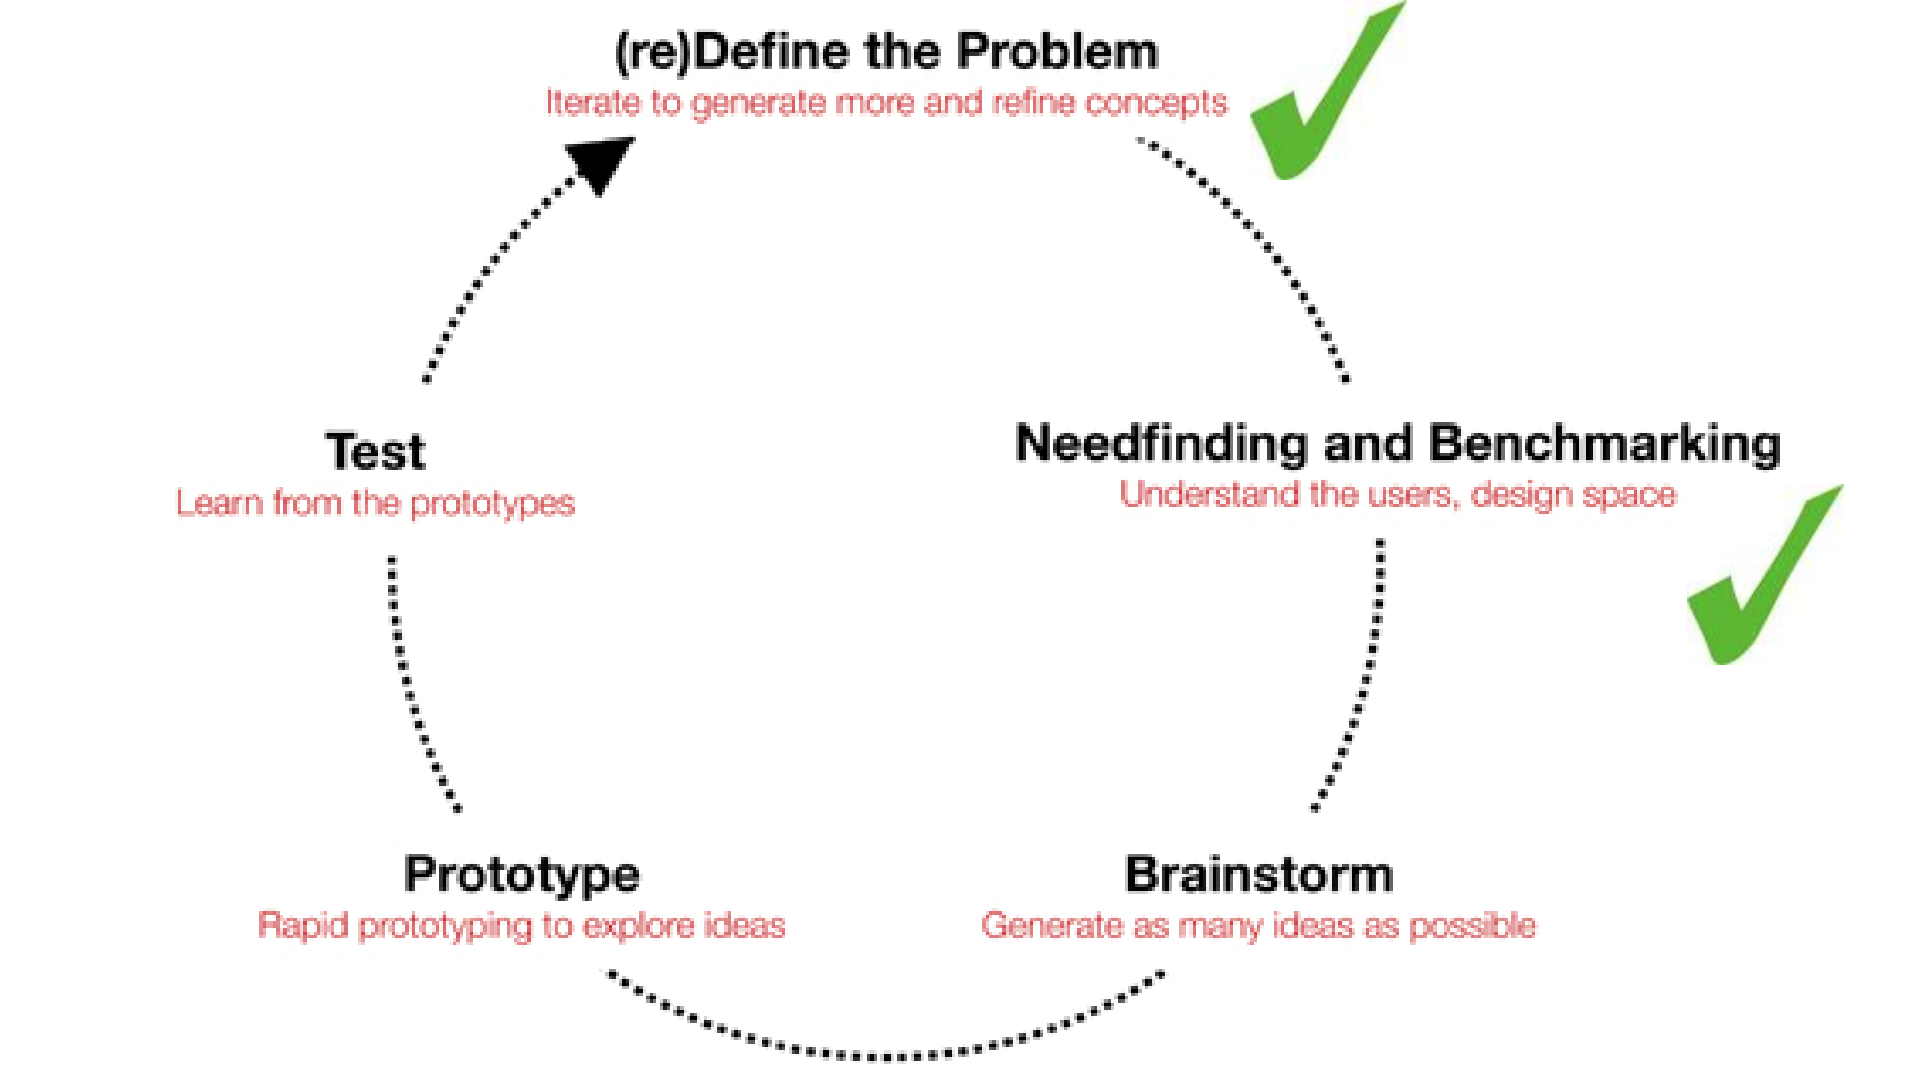 (re)Define the Problem
Iterate to generate more and refine concepts
Test
Learn from the prototypes
Needfinding and Benchmarking
Understand the users, design space
Prototype
Rapid prototyping to explore ideas
Brainstorm
Generate as many ideas as possible